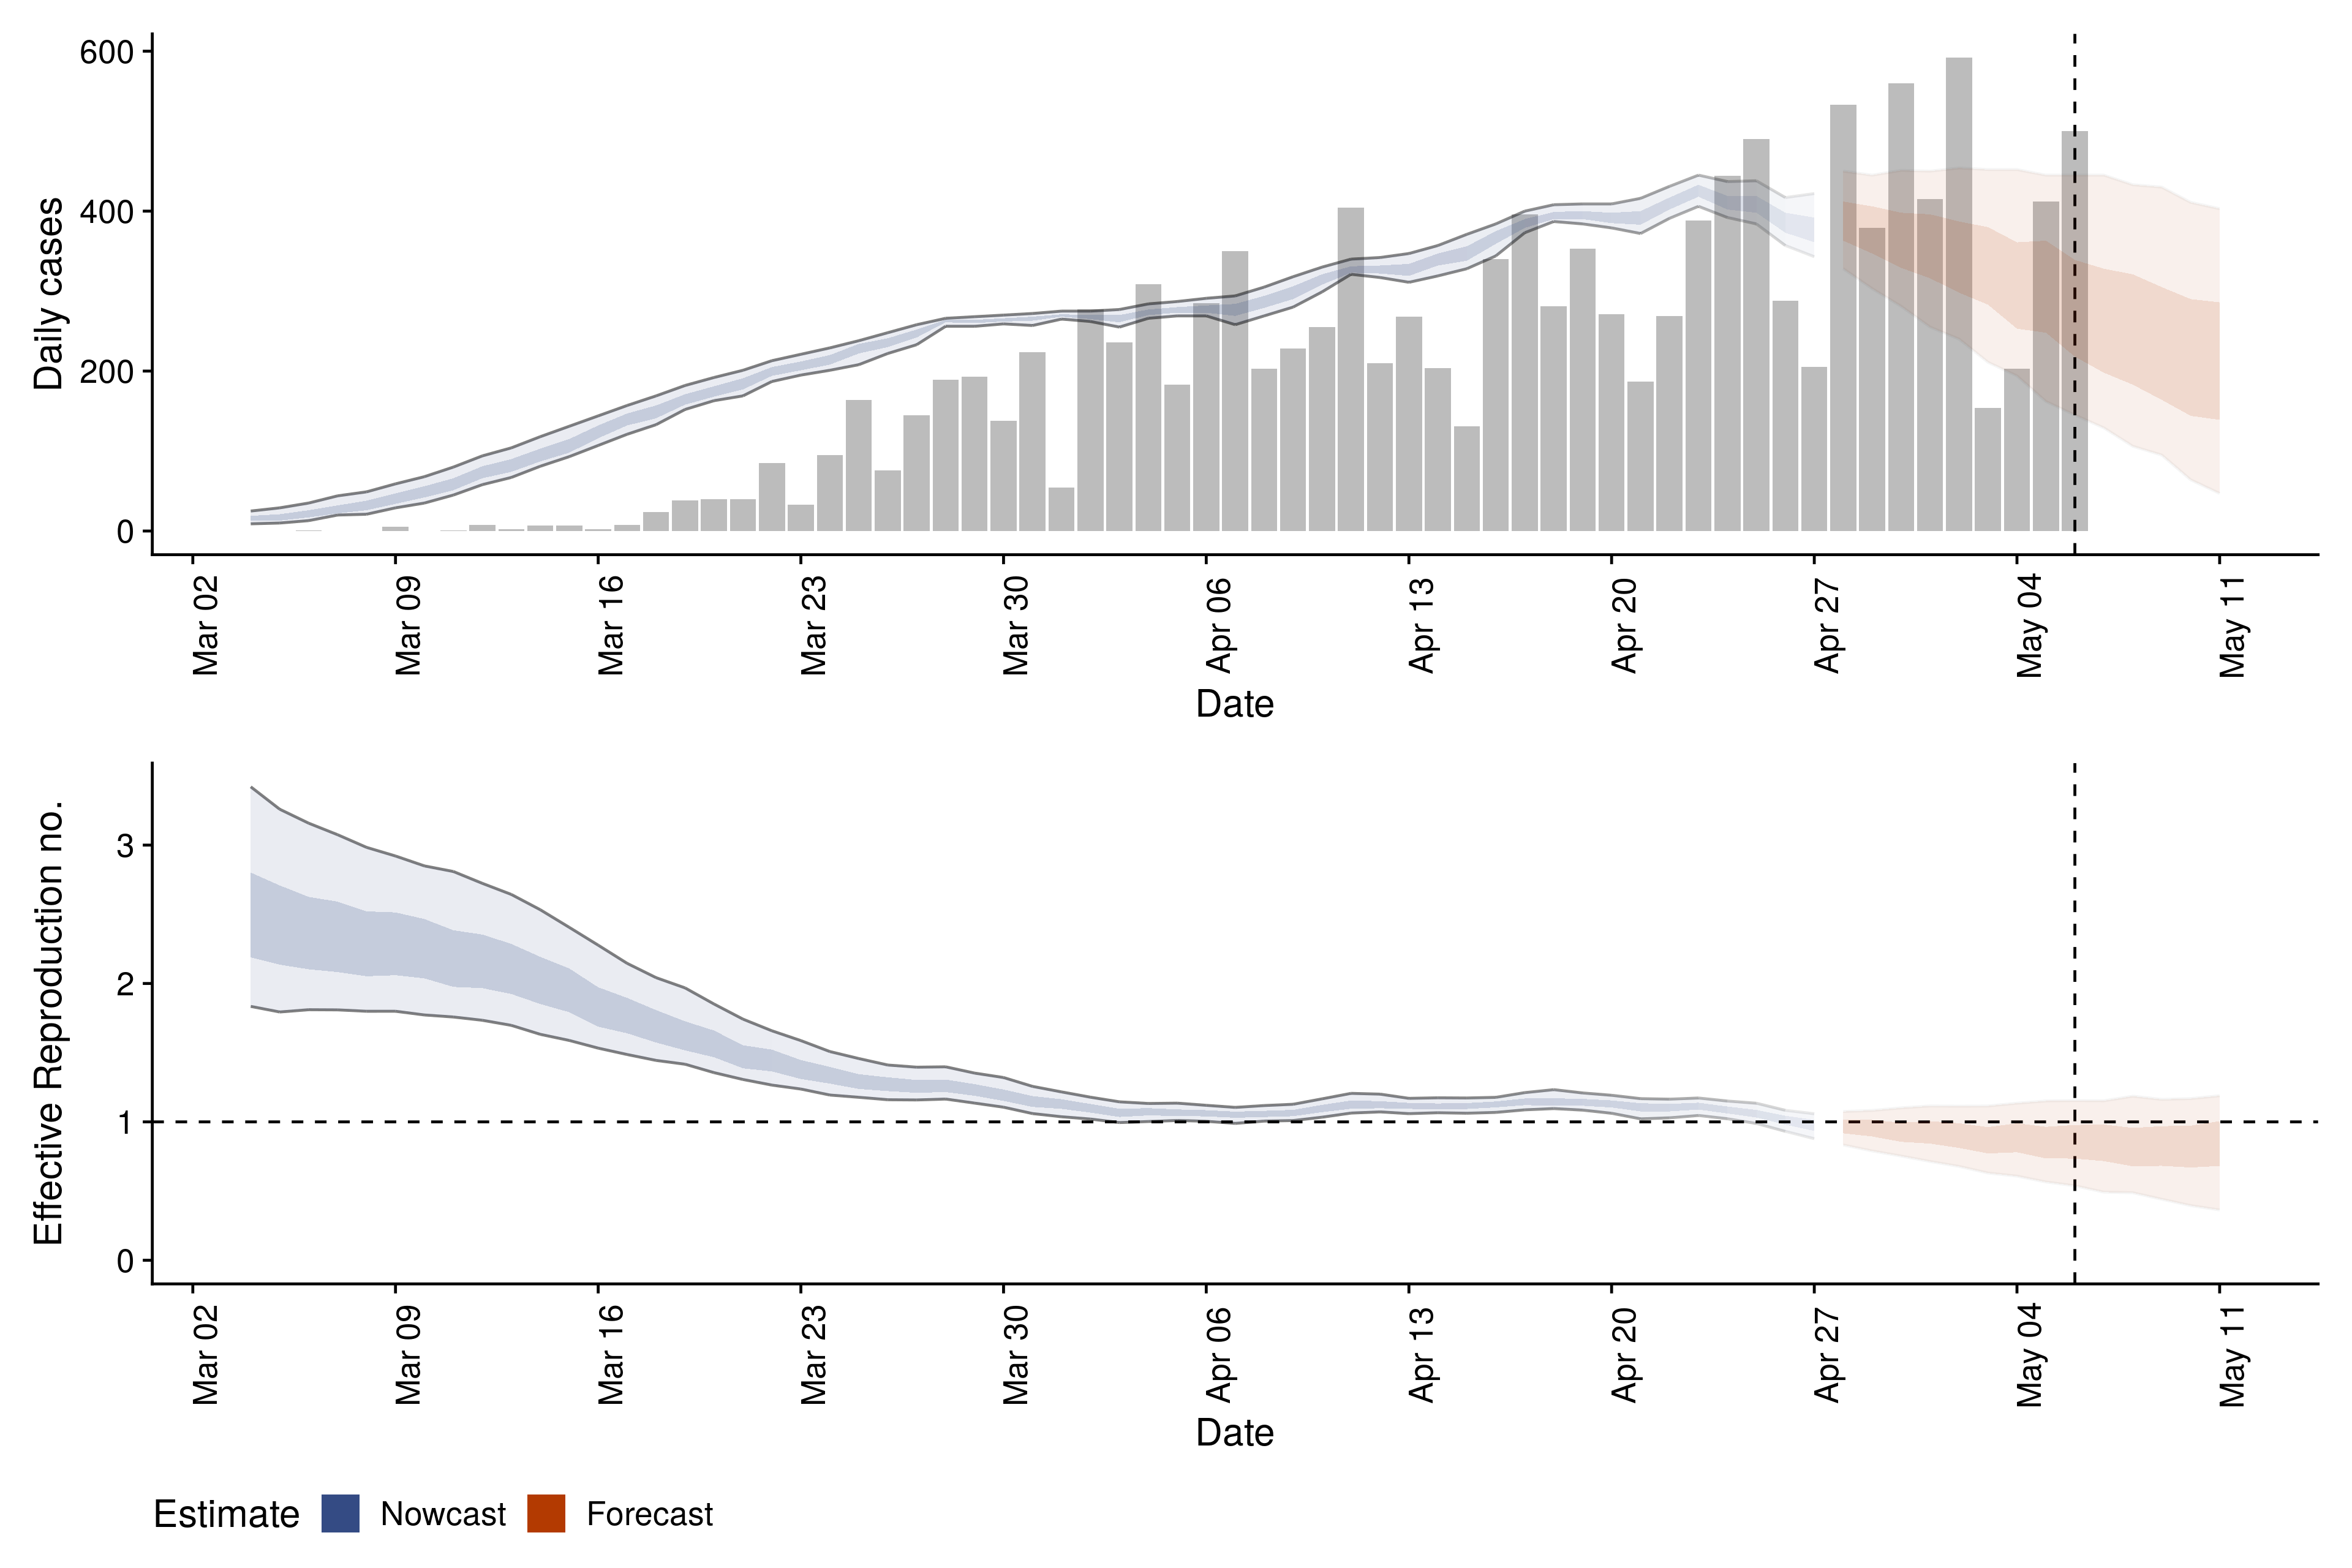 Daily cases
600
400
200
0
Mar 02 Mar 09 Mar 16 Mar 23 Mar 30 Apr 06 Apr 13 Apr 20 Apr 27 May 04 May 11
Date
Effective Reproduction no.
3
2
1
0
Mar 02 Mar 09 Mar 16 Mar 23 Mar 30 Apr 06 Apr 13 Apr 20 Apr 27 May 04 May 11
Date
Estimate Nowcast Forecast